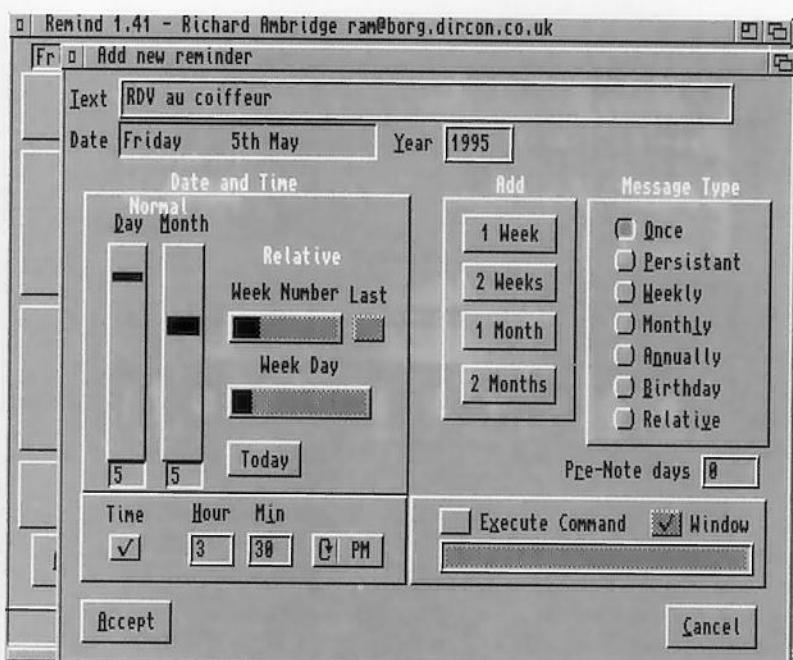 Remind 1.41 - Richard Ambridge ram@borg.dircon.co.uk
Fr
Add new reminder
Text RDV au coiffeur
Date Friday 5th May Year 1995
Date and Time
Normal
Day Month
Relative
Week Number Last
Week Day
Today
5 5
Add
1 Week
2 Weeks
1 Month
2 Months
Message Type
Once
Persistant
Weekly
Monthly
Annually
Birthday
Relative
Pre-Note days 0
Time Hour Min
3 30 PM
Execute Command Window
Accept Cancel